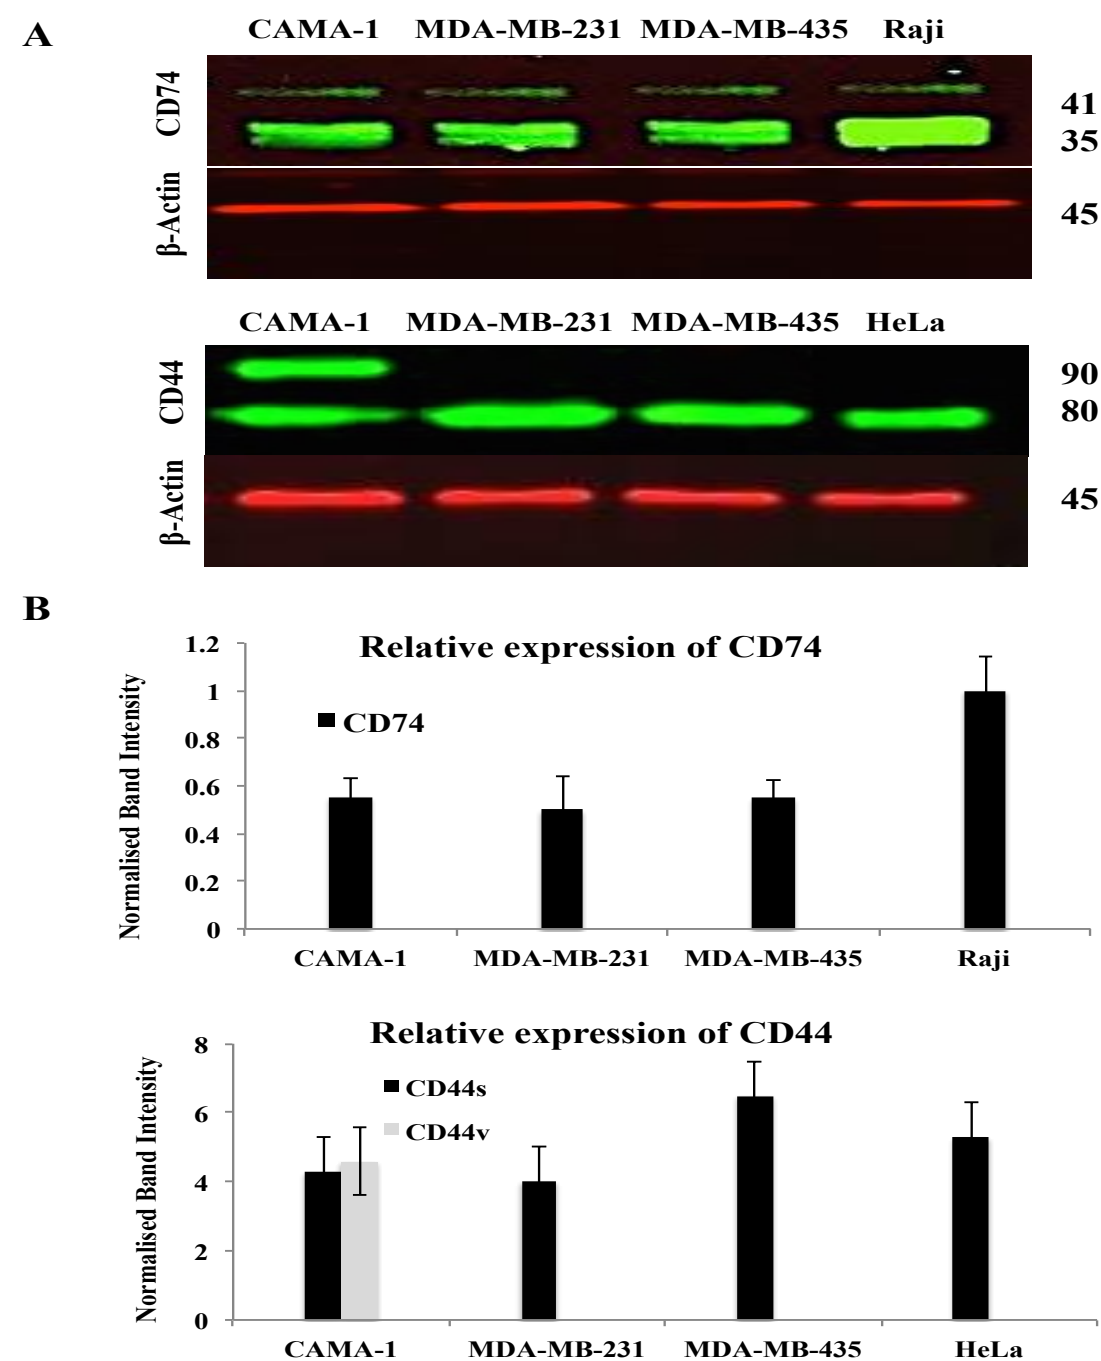 A
CAMA-1 MDA-MB-231 MDA-MB-435 Raji
CD74
41
35
β-Actin
45
CAMA-1 MDA-MB-231 MDA-MB-435 HeLa
CD44
90
80
β-Actin
45
B
Relative expression of CD74
Normalised Band Intensity
1.2
1
0.8
0.6
0.4
0.2
0
CD74
CAMA-1 MDA-MB-231 MDA-MB-435 Raji
Relative expression of CD44
Normalised Band Intensity
8
6
4
2
0
CD44s
CD44v
CAMA-1 MDA-MB-231 MDA-MB-435 HeLa